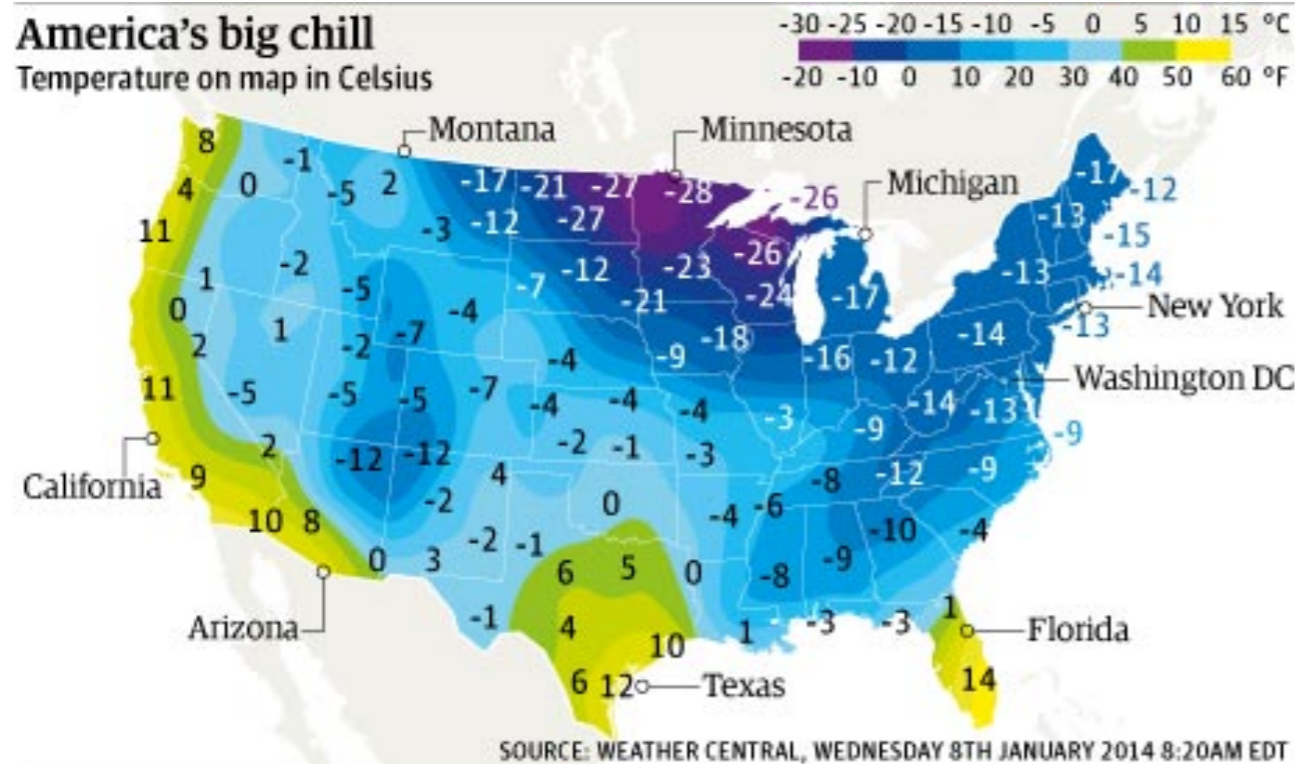 America's big chill
Temperature on map in Celsius
-30 -25 -20 -15 -10 -5 0 5 10 15 °C
-20 -10 0 10 20 30 40 50 60 °F
Montana
Minnesota
Michigan
New York
Washington DC
California
Arizona
Texas
Florida
8 -1
4 0 -5 2 -17 -21 -27 -28 -26 -17 -12
11 -3 -12 -27 -13 -15
1 -2 -5 -7 -12 -23 -26 -13 -14
0 1 -4 -21 -24 -17 -13
2 -2 -7 -4 -9 -18 -16 -12 -14
11 -5 -5 -5 -7 -4 -4 -4 -3 -9 -14 -13 -9
2 -12 -12 -2 -1 -3 -8 -12 -9
9 4 -2 0 -4 -6
10 8 -2 -1 -10 -4
0 3 6 5 0 -8 -9
-1 4 10 1 -3 -3 1
6 12 14
SOURCE: WEATHER CENTRAL, WEDNESDAY 8TH JANUARY 2014 8:20AM EDT